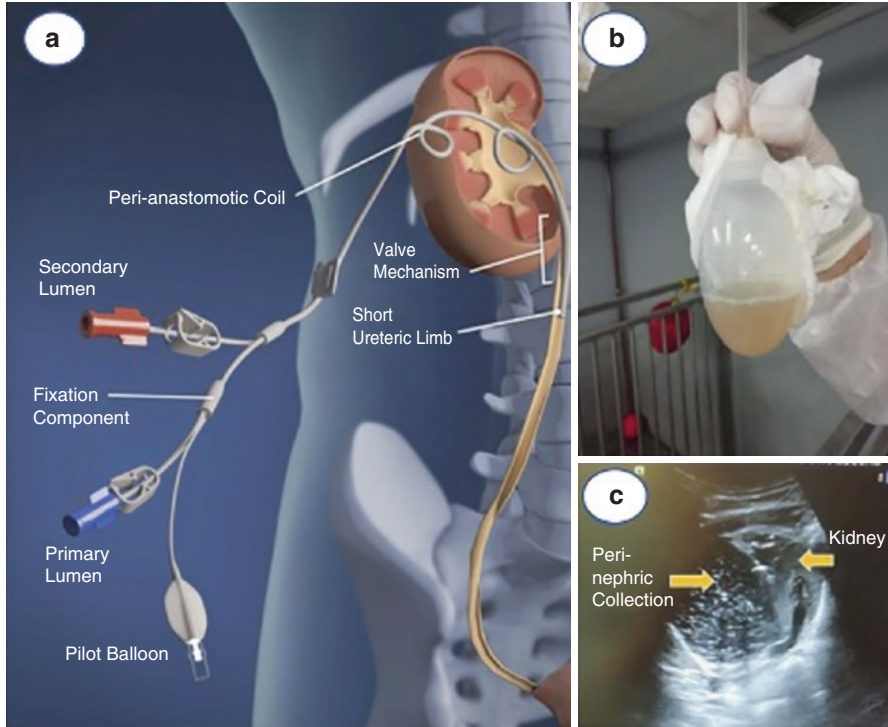 a
Peri-anastomotic Coil
Secondary
Lumen
Valve
Mechanism
Short
Ureteric Limb
Fixation
Component
Primary
Lumen
Pilot Balloon
b
c
Kidney
Peri-
nephric
Collection